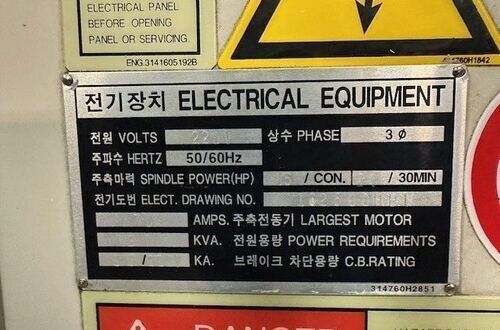 ELECTRICAL PANEL
BEFORE OPENING
PANEL OR SERVICING.
ENG 3141605192B
314760H1842
전기장치 ELECTRICAL EQUIPMENT
전원 VOLTS 상수 PHASE 3Ø
주파수 HERTZ 50/60Hz
주축마력 SPINDLE POWER(HP) /CON. /30MIN
전기도번 ELECT. DRAWING NO.
AMPS. 주축전동기 LARGEST MOTOR
KVA. 전원용량 POWER REQUIREMENTS
/ KA. 브레이크 차단용량 C.B.RATING
314760H2851
DANGER